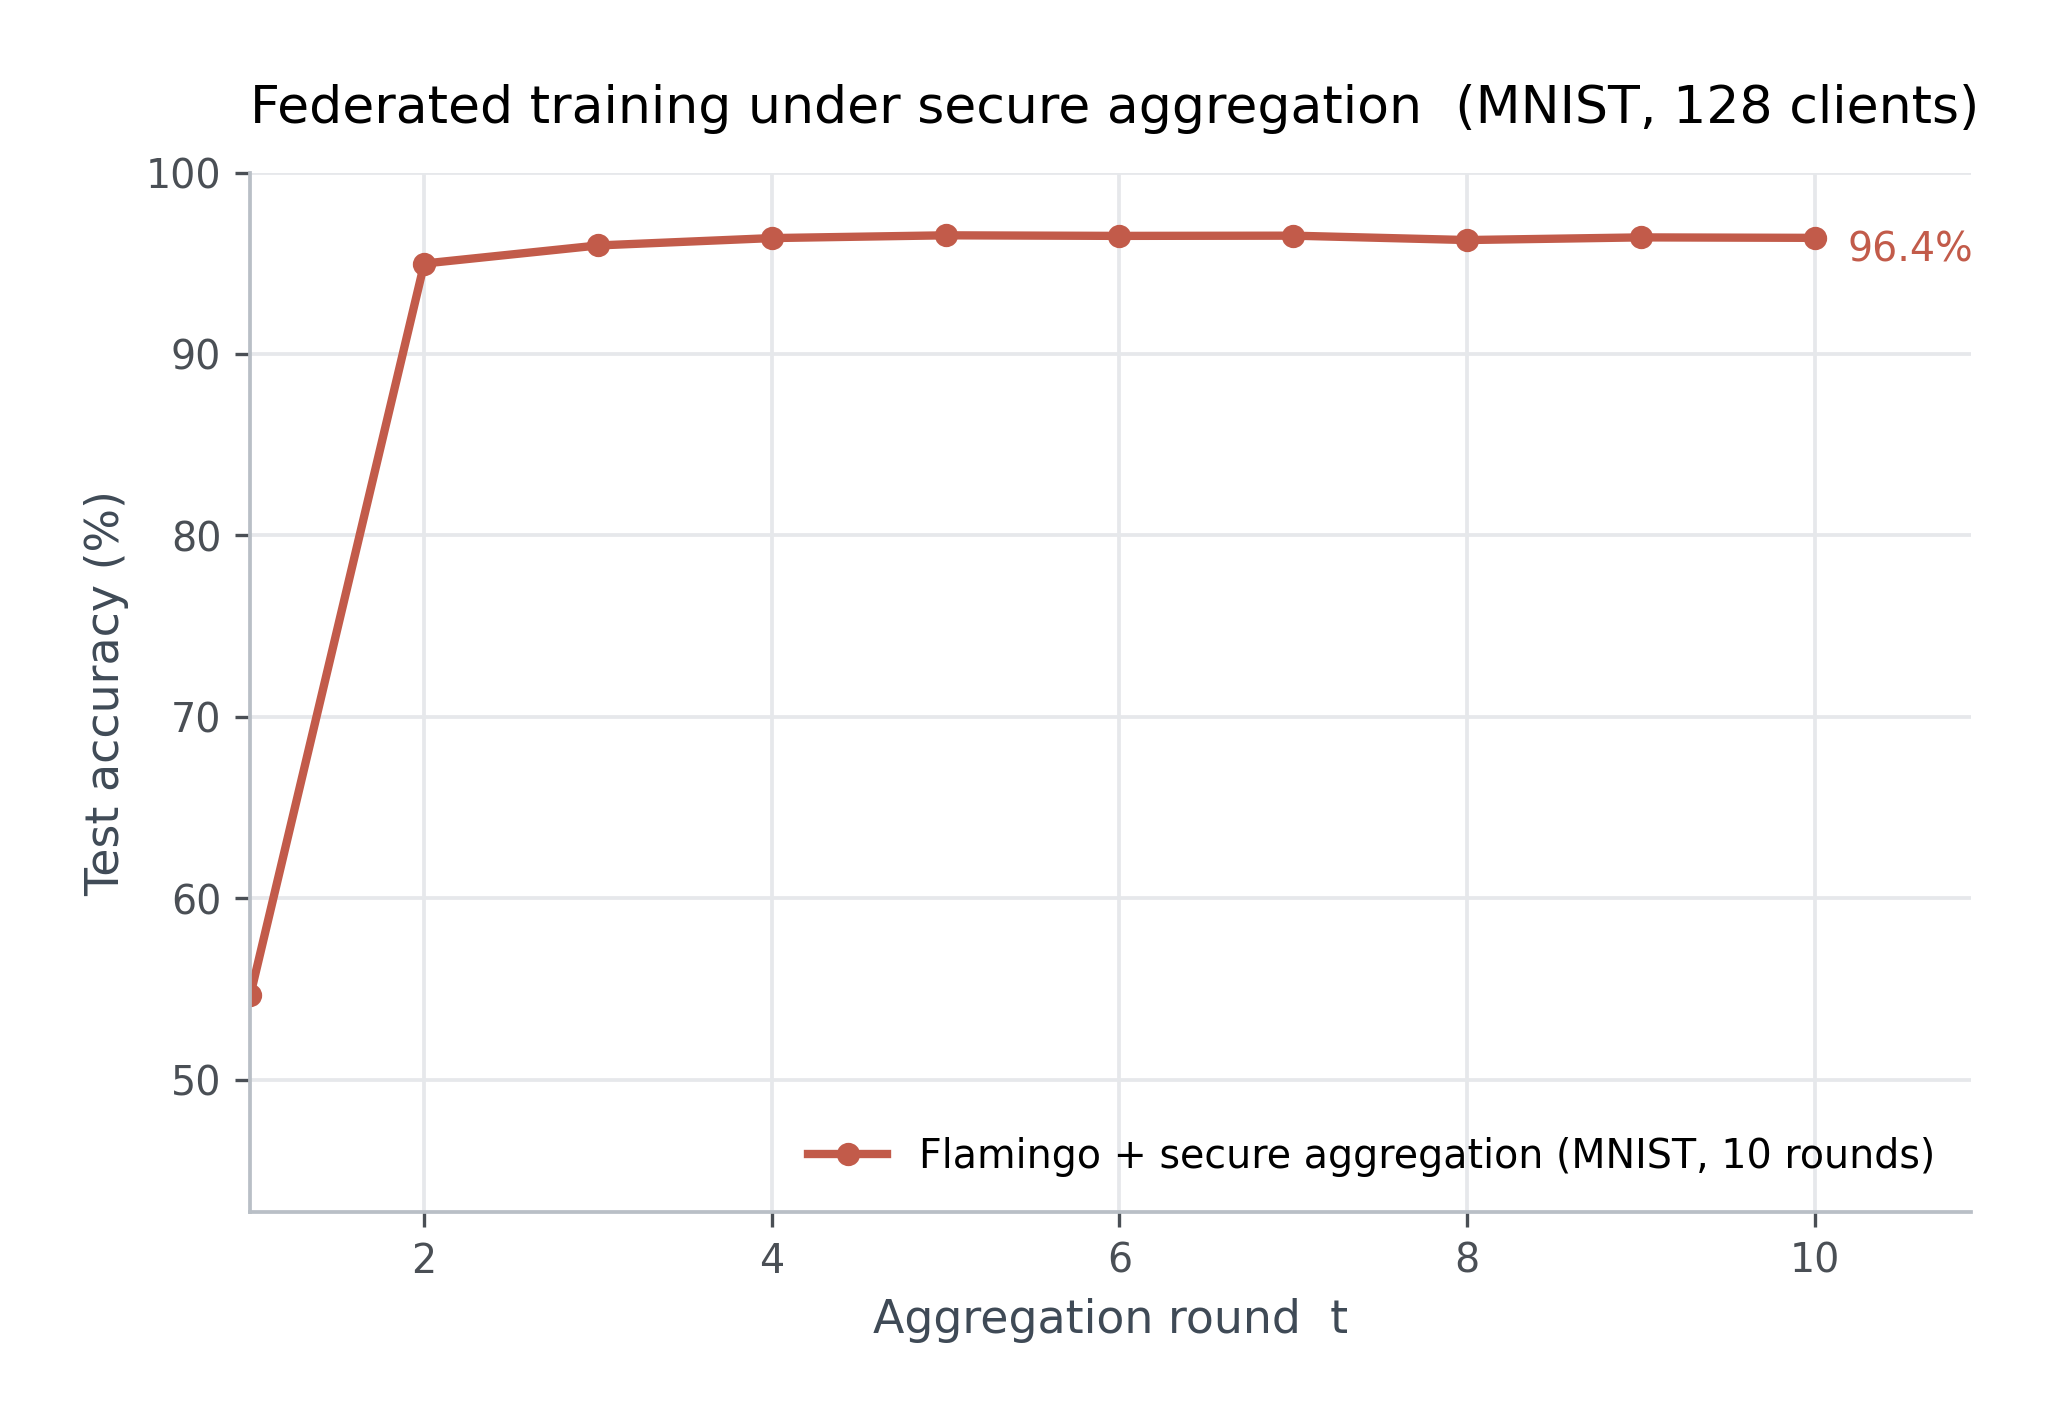 Federated training under secure aggregation  (MNIST, 128 clients)
100
90
80
70
60
50
Test accuracy (%)
96.4%
Flamingo + secure aggregation (MNIST, 10 rounds)
2 4 6 8 10
Aggregation round  t